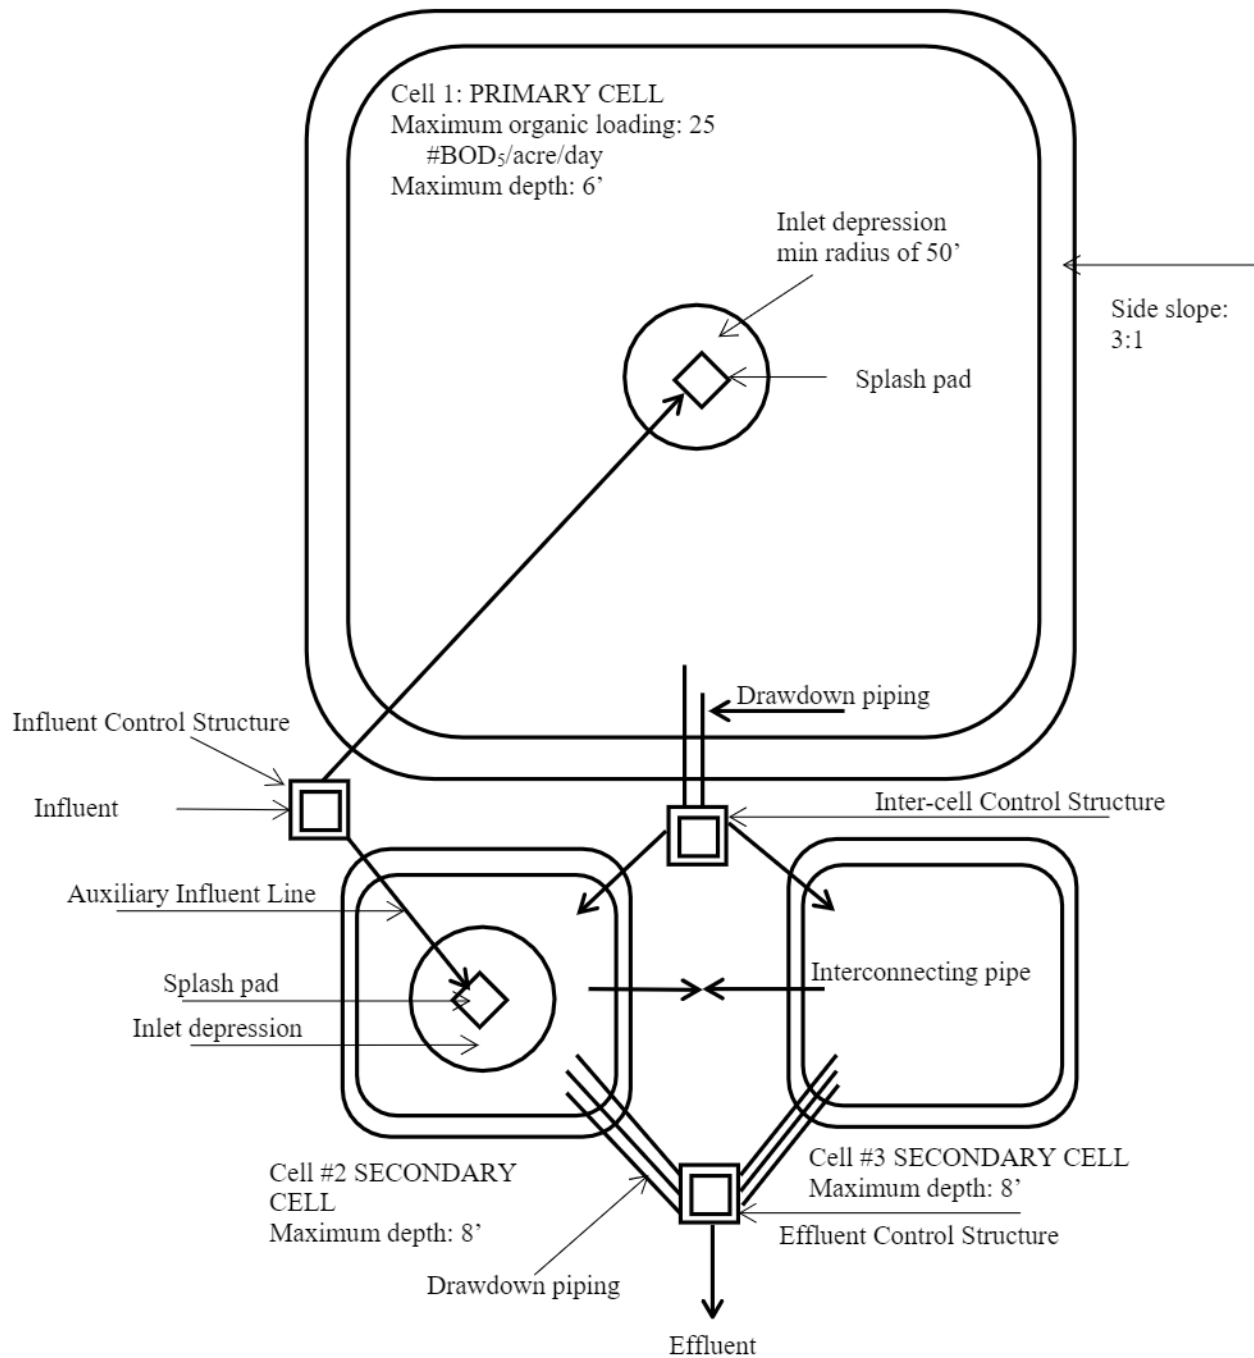 Cell 1: PRIMARY CELL
Maximum organic loading: 25
#BOD₅/acre/day
Maximum depth: 6’
Inlet depression
min radius of 50’
Side slope:
3:1
Splash pad
Drawdown piping
Influent Control Structure
Influent
Inter-cell Control Structure
Auxiliary Influent Line
Interconnecting pipe
Splash pad
Inlet depression
Cell #2 SECONDARY
CELL
Maximum depth: 8’
Cell #3 SECONDARY CELL
Maximum depth: 8’
Effluent Control Structure
Drawdown piping
Effluent